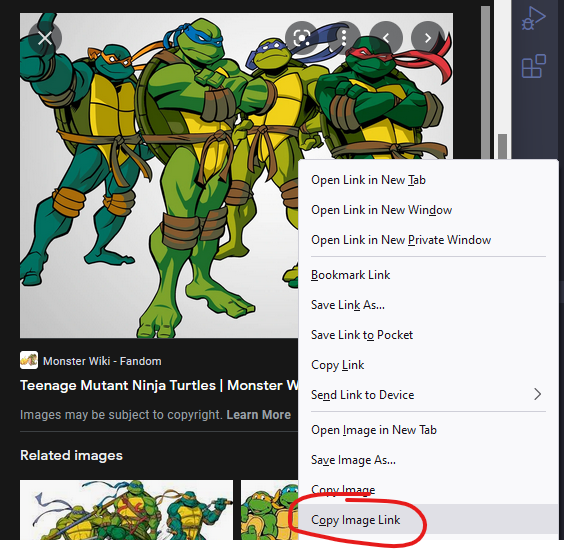 Open Link in New Tab
Open Link in New Window
Open Link in New Private Window
Bookmark Link
Save Link As...
Save Link to Pocket
Copy Link
Send Link to Device
Open Image in New Tab
Save Image As...
Copy Image
Copy Image Link
Monster Wiki - Fandom
Teenage Mutant Ninja Turtles | Monster W
Images may be subject to copyright. Learn More
Related images